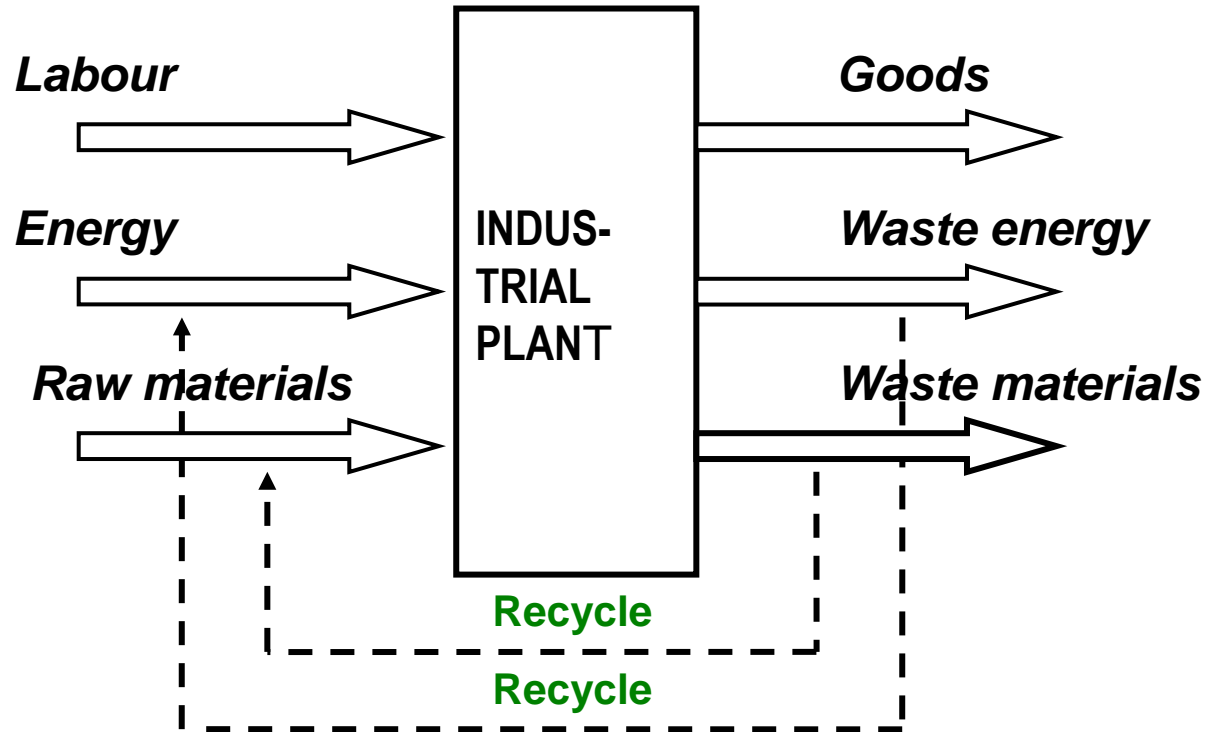 Labour
Goods
Energy
INDUS-
TRIAL
PLANT
Waste energy
Raw materials
Waste materials
Recycle
Recycle